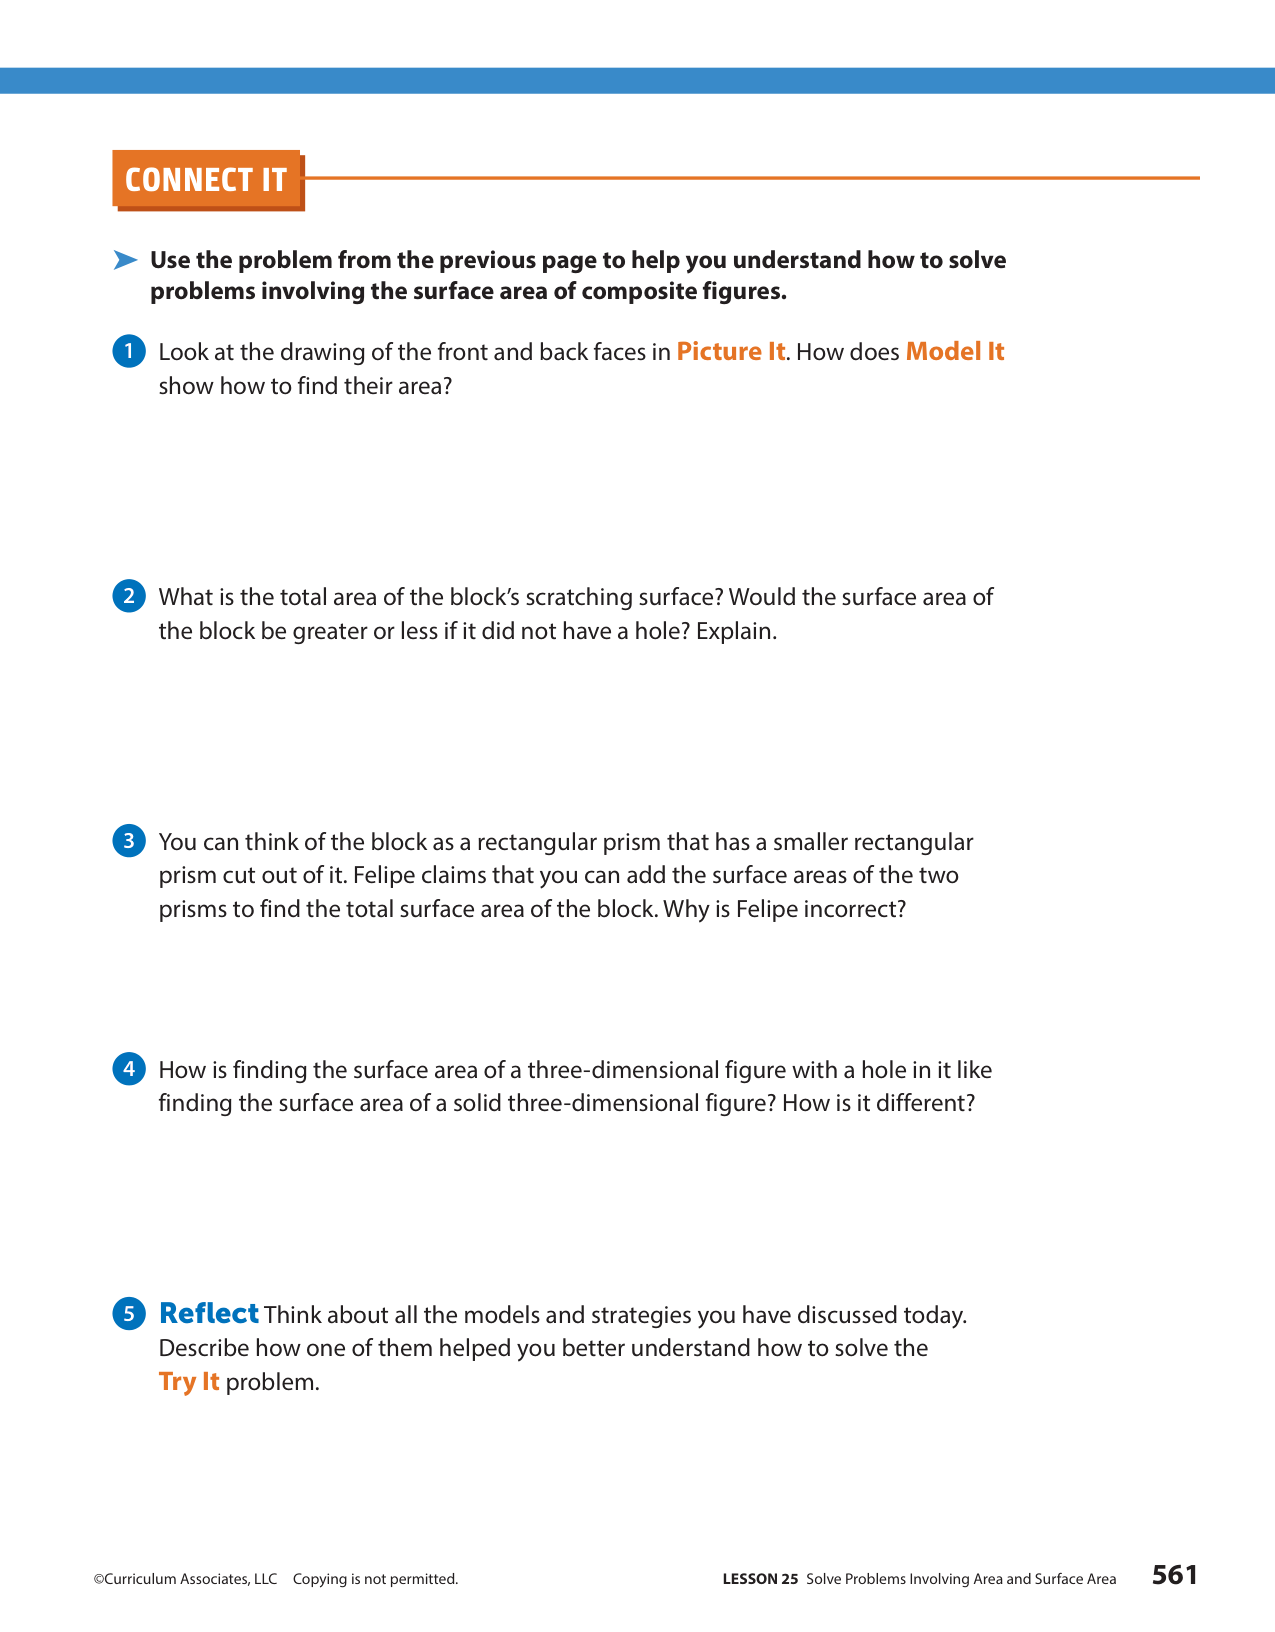 CONNECT IT
➤ Use the problem from the previous page to help you understand how to solve
problems involving the surface area of composite figures.
1 Look at the drawing of the front and back faces in Picture It. How does Model It
show how to find their area?
2 What is the total area of the block’s scratching surface? Would the surface area of
the block be greater or less if it did not have a hole? Explain.
3 You can think of the block as a rectangular prism that has a smaller rectangular
prism cut out of it. Felipe claims that you can add the surface areas of the two
prisms to find the total surface area of the block. Why is Felipe incorrect?
4 How is finding the surface area of a three-dimensional figure with a hole in it like
finding the surface area of a solid three-dimensional figure? How is it different?
5 Reflect Think about all the models and strategies you have discussed today.
Describe how one of them helped you better understand how to solve the
Try It problem.
©Curriculum Associates, LLC Copying is not permitted.
LESSON 25 Solve Problems Involving Area and Surface Area 561